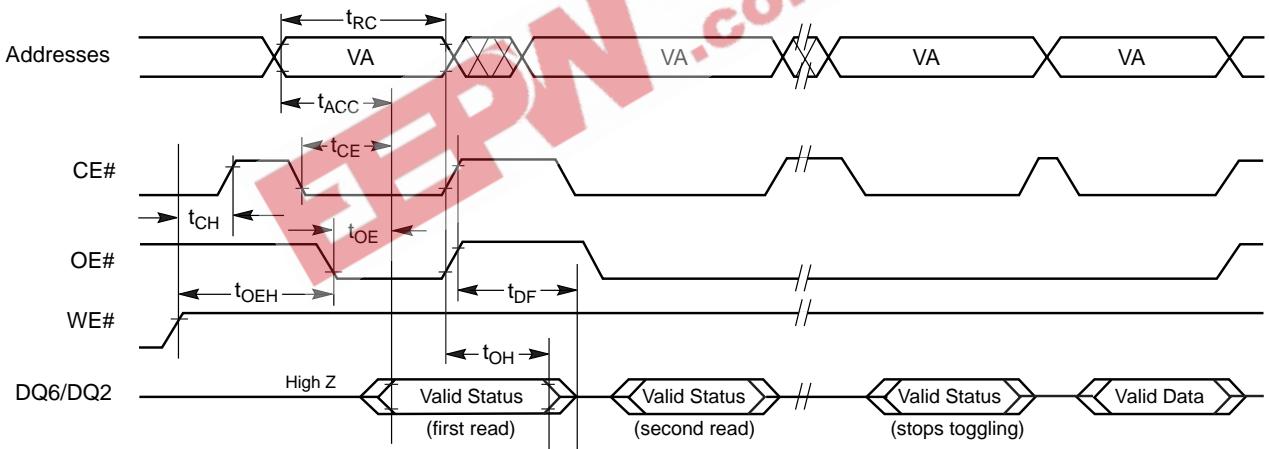 tRC
Addresses VA VA VA VA
tACC
tCE
CE#
tCH
tOE
OE#
tOEH tDF
WE#
tOH
DQ6/DQ2 High Z Valid Status Valid Status Valid Status Valid Data
(first read) (second read) (stops toggling)
EEPW.com